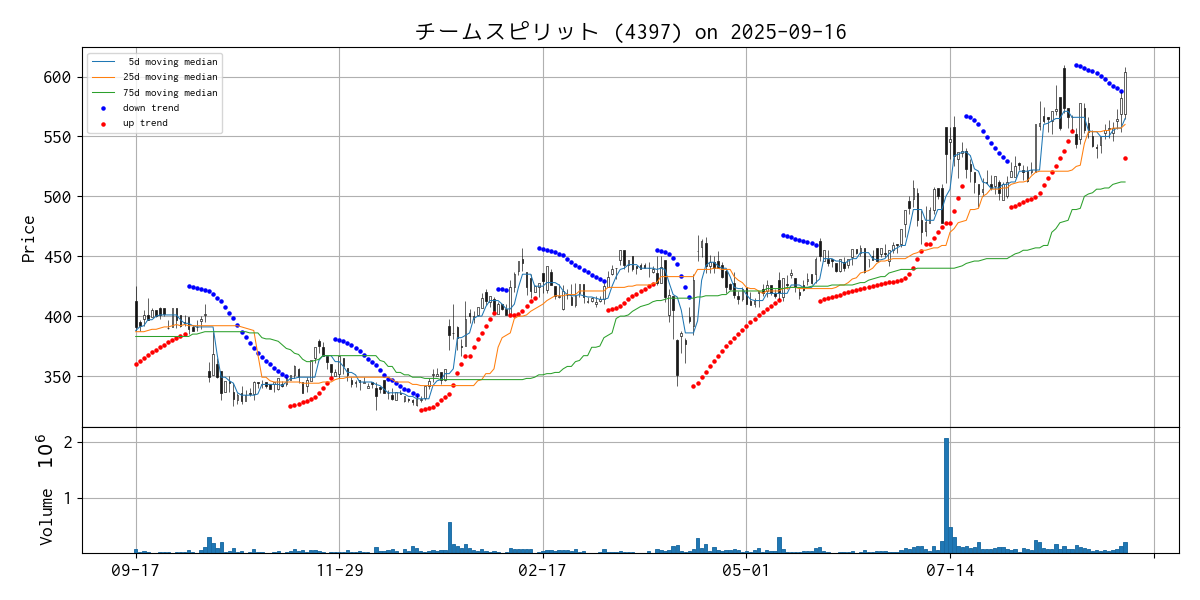 チームスピリット (4397) on 2025-09-16
5d moving median
25d moving median
75d moving median
down trend
up trend
600
550
500
450
400
350
Price
2
1
Volume 10⁶
09-17
11-29
02-17
05-01
07-14